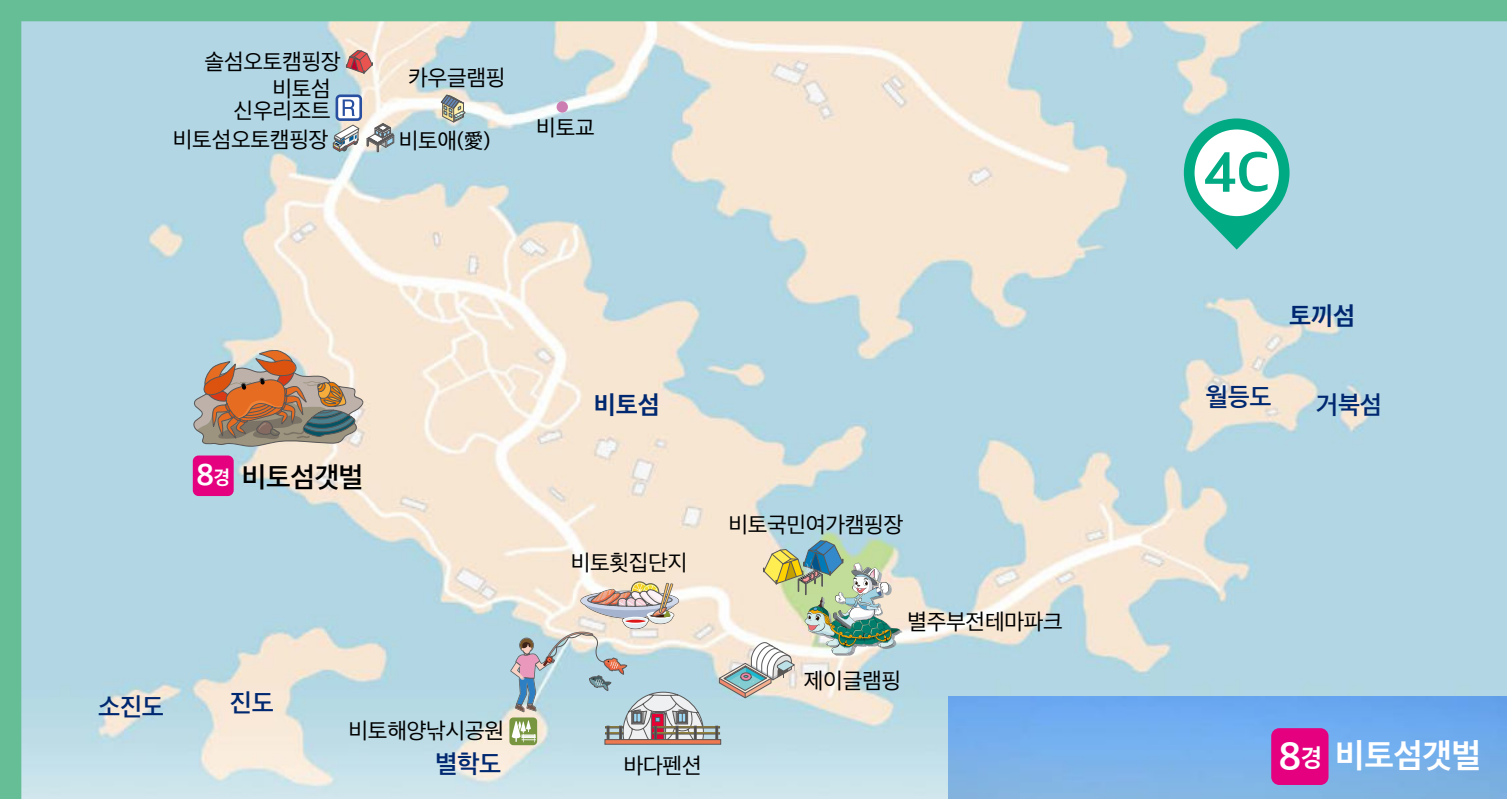 솔섬오토캠핑장
비토섬
신우리조트 R
비토섬오토캠핑장
카우글램핑
비토애(愛)
비토교
4C
토끼섬
월등도
거북섬
비토섬
8경 비토섬갯벌
비토국민여가캠핑장
비토횟집단지
별주부전테마파크
제이글램핑
소진도
진도
비토해양낚시공원
별학도
바다펜션
8경 비토섬갯벌